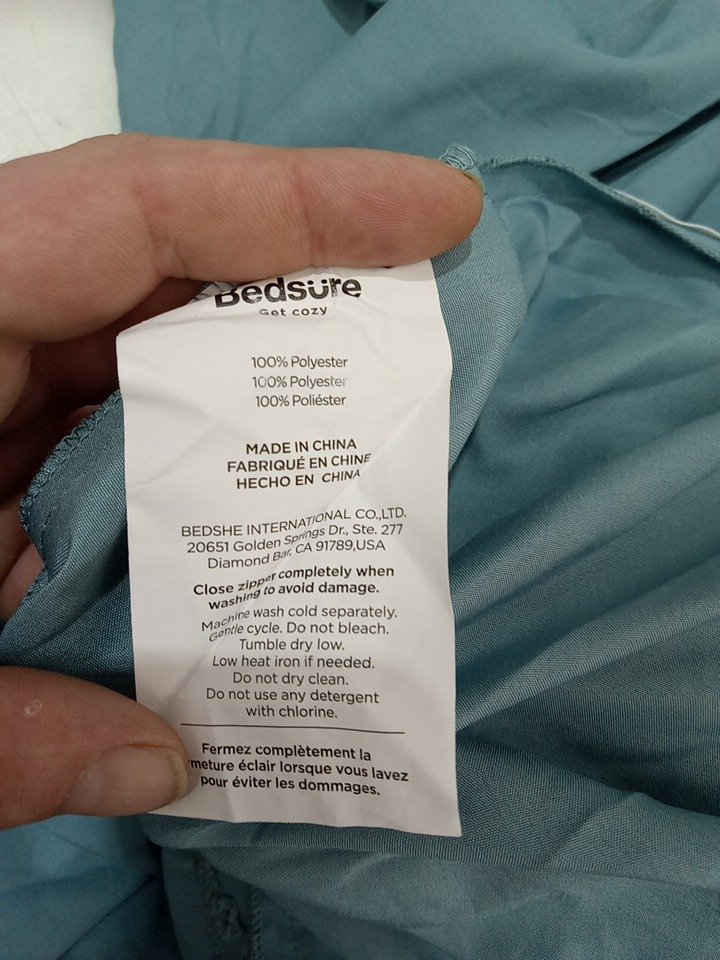 Bedsüre
Get cozy
100% Polyester
100% Polyester
100% Poliéster
MADE IN CHINA
FABRIQUÉ EN CHINE
HECHO EN CHINA
BEDSHE INTERNATIONAL CO.,LTD.
20651 Golden Springs Dr., Ste. 277
Diamond Bar, CA 91789,USA
Close zipper completely when
washing to avoid damage.
Machine wash cold separately.
Gentle cycle. Do not bleach.
Tumble dry low.
Low heat iron if needed.
Do not dry clean.
Do not use any detergent
with chlorine.
Fermez complètement la
meture éclair lorsque vous lavez
pour éviter les dommages.